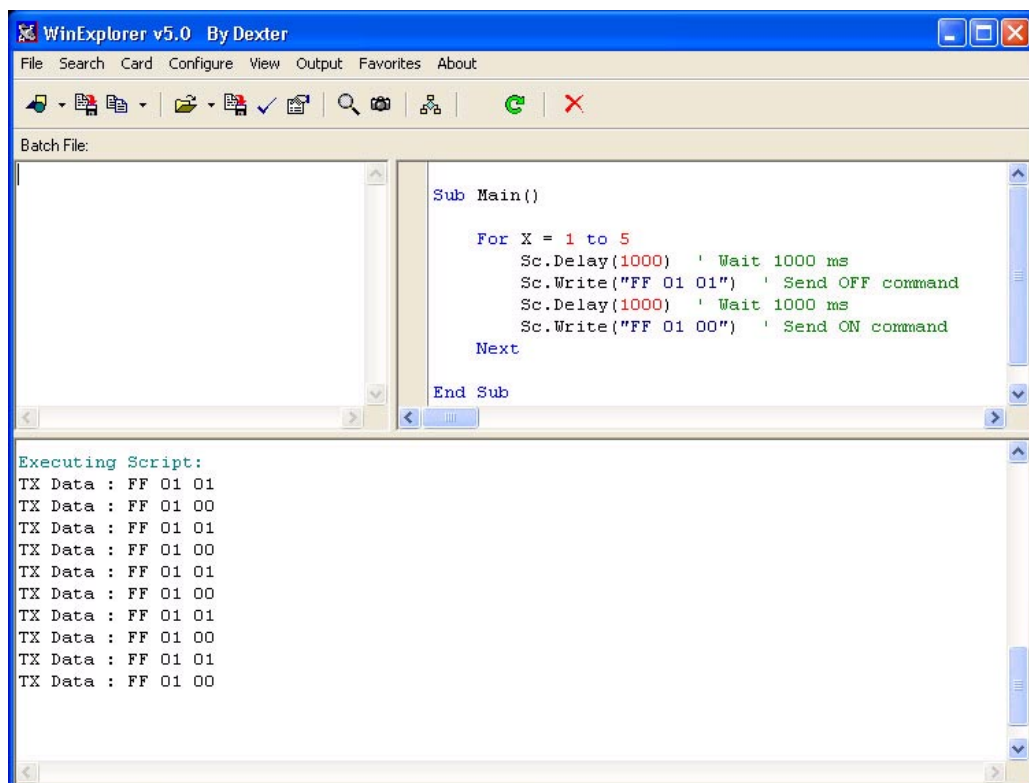 WinExplorer v5.0 By Dexter
File Search Card Configure View Output Favorites About
Batch File:
Sub Main()
For X = 1 to 5
Sc.Delay(1000) ' Wait 1000 ms
Sc.Write("FF 01 01") ' Send OFF command
Sc.Delay(1000) ' Wait 1000 ms
Sc.Write("FF 01 00") ' Send ON command
Next
End Sub
Executing Script:
TX Data : FF 01 01
TX Data : FF 01 00
TX Data : FF 01 01
TX Data : FF 01 00
TX Data : FF 01 01
TX Data : FF 01 00
TX Data : FF 01 01
TX Data : FF 01 00
TX Data : FF 01 01
TX Data : FF 01 00